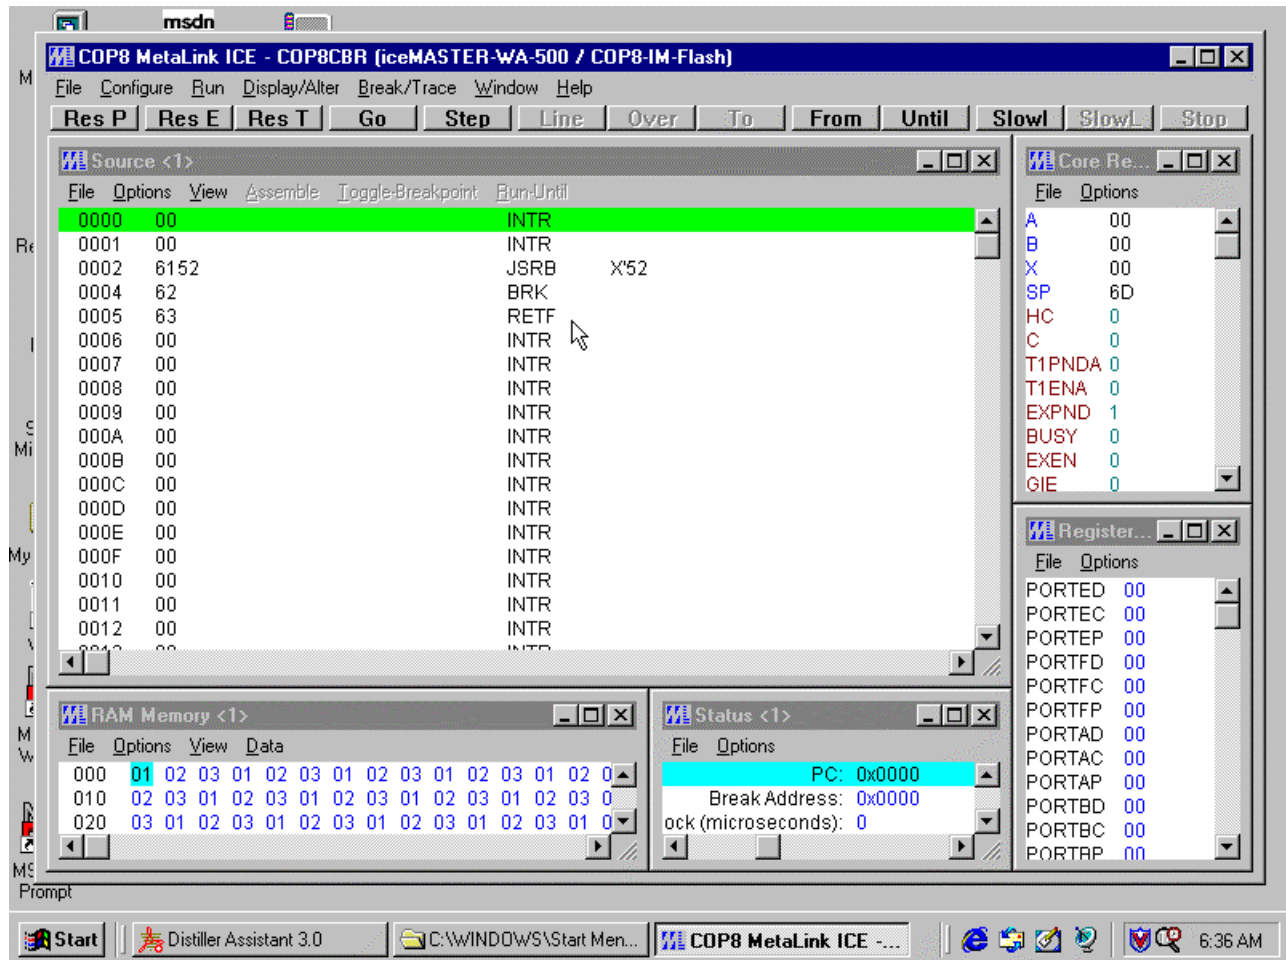 msdn
COP8 MetaLink ICE - COP8CBR (iceMASTER-WA-500 / COP8-IM-Flash)
File Configure Run Display/Alter Break/Trace Window Help
Res P Res E Res T Go Step Line Over To From Until Slowl SlowL Stop
Source <1>
File Options View Assemble Toggle-Breakpoint Run-Until
0000 00 INTR
0001 00 INTR
0002 6152 JSRB X'52
0004 62 BRK
0005 63 RETF
0006 00 INTR
0007 00 INTR
0008 00 INTR
0009 00 INTR
000A 00 INTR
000B 00 INTR
000C 00 INTR
000D 00 INTR
000E 00 INTR
000F 00 INTR
0010 00 INTR
0011 00 INTR
0012 00 INTR
Core Re...
File Options
A 00
B 00
X 00
SP 6D
HC 0
C 0
T1PNDA 0
T1ENA 0
EXPND 1
BUSY 0
EXEN 0
GIE 0
Register...
File Options
PORTED 00
PORTEC 00
PORTEP 00
PORTFD 00
PORTFC 00
PORTFP 00
PORTAD 00
PORTAC 00
PORTAP 00
PORTBD 00
PORTBC 00
PORTBP 00
RAM Memory <1>
File Options View Data
000 01 02 03 01 02 03 01 02 03 01 02 03 01 02 0
010 02 03 01 02 03 01 02 03 01 02 03 01 02 03 0
020 03 01 02 03 01 02 03 01 02 03 01 02 03 01 0
Status <1>
File Options
PC: 0x0000
Break Address: 0x0000
ock (microseconds): 0
My
MS
Prompt
Start Distiller Assistant 3.0 C:\WINDOWS\Start Men... COP8 MetaLink ICE -... 6:36 AM